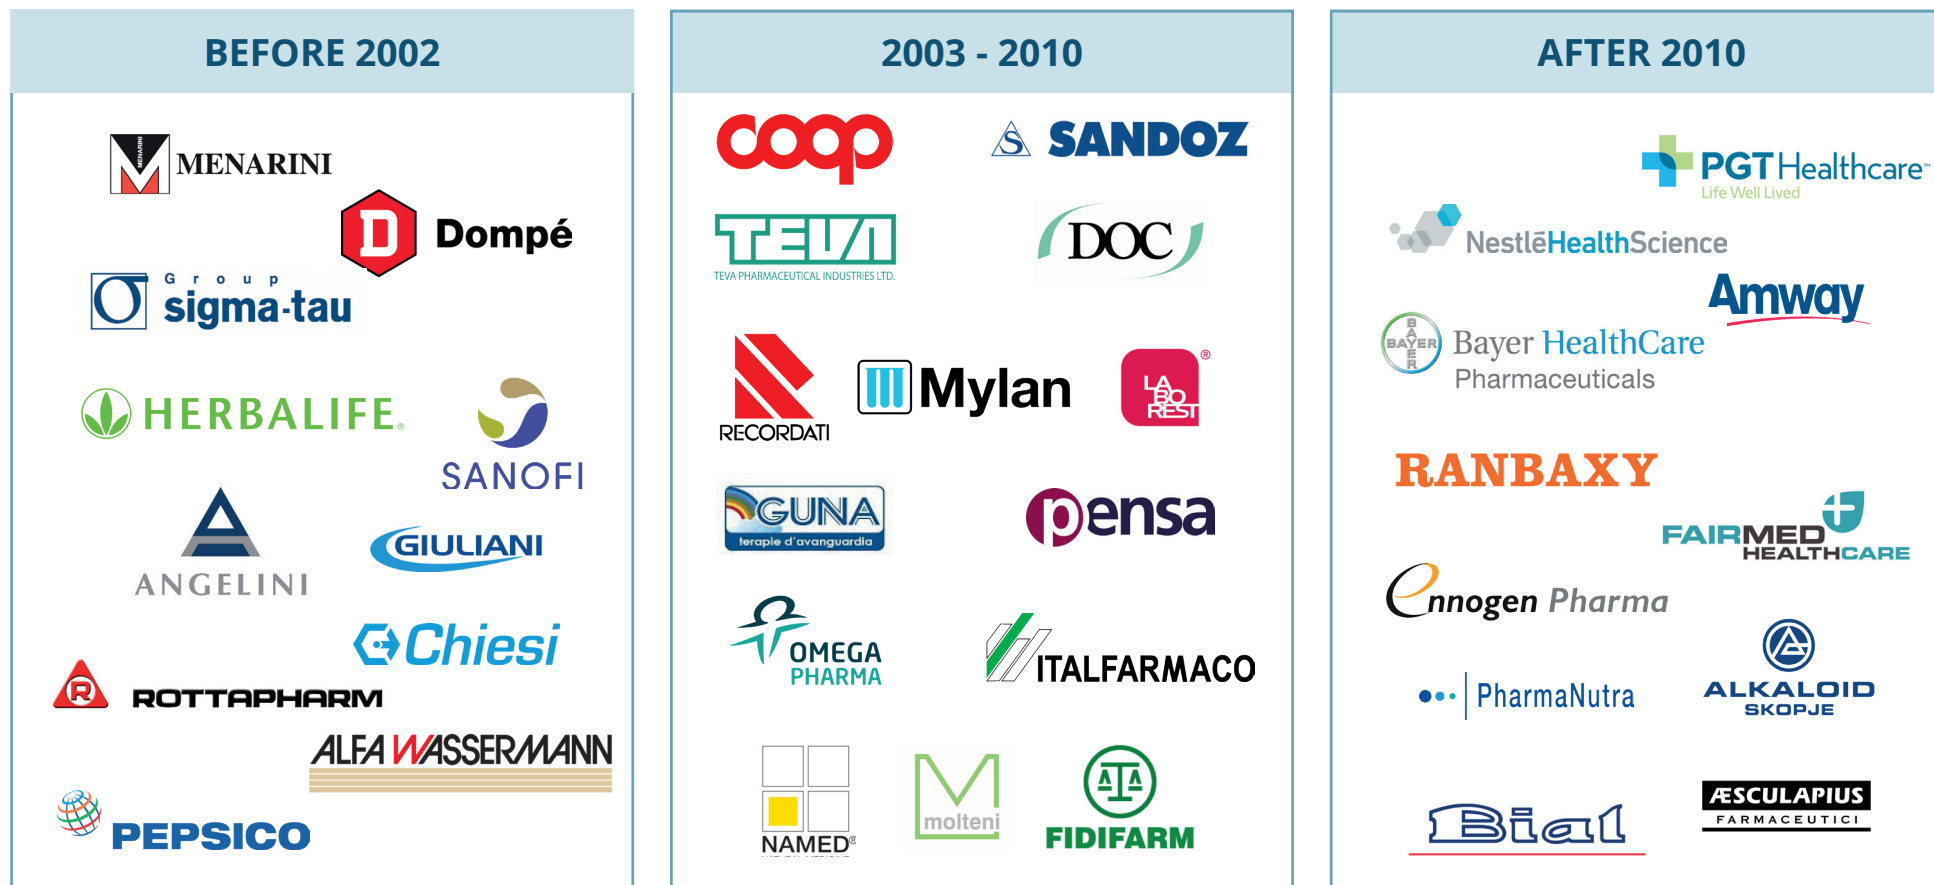 BEFORE 2002
MENARINI
MENARINI
D Dompé
Group
sigma-tau
HERBALIFE®
SANOFI
ANGELINI
GIULIANI
Chiesi
R
ROTTAPHARM
ALFA WASSERMANN
PEPSICO
2003 - 2010
coop
S SANDOZ
TEVA
TEVA PHARMACEUTICAL INDUSTRIES LTD.
DOC
RECORDATI
Mylan
LA
BO
REST
®
GUNA
terapie d'avanguardia
pensa
OMEGA
PHARMA
ITALFARMACO
NAMED®
molteni
FIDIFARM
AFTER 2010
PGT Healthcare™
Life Well Lived
NestléHealthScience
Amway
BAYER
BAYER
Bayer HealthCare
Pharmaceuticals
RANBAXY
FAIRMED
HEALTHCARE
ennogen Pharma
PharmaNutra
ALKALOID
SKOPJE
Bial
ÆSCULAPIUS
FARMACEUTICI